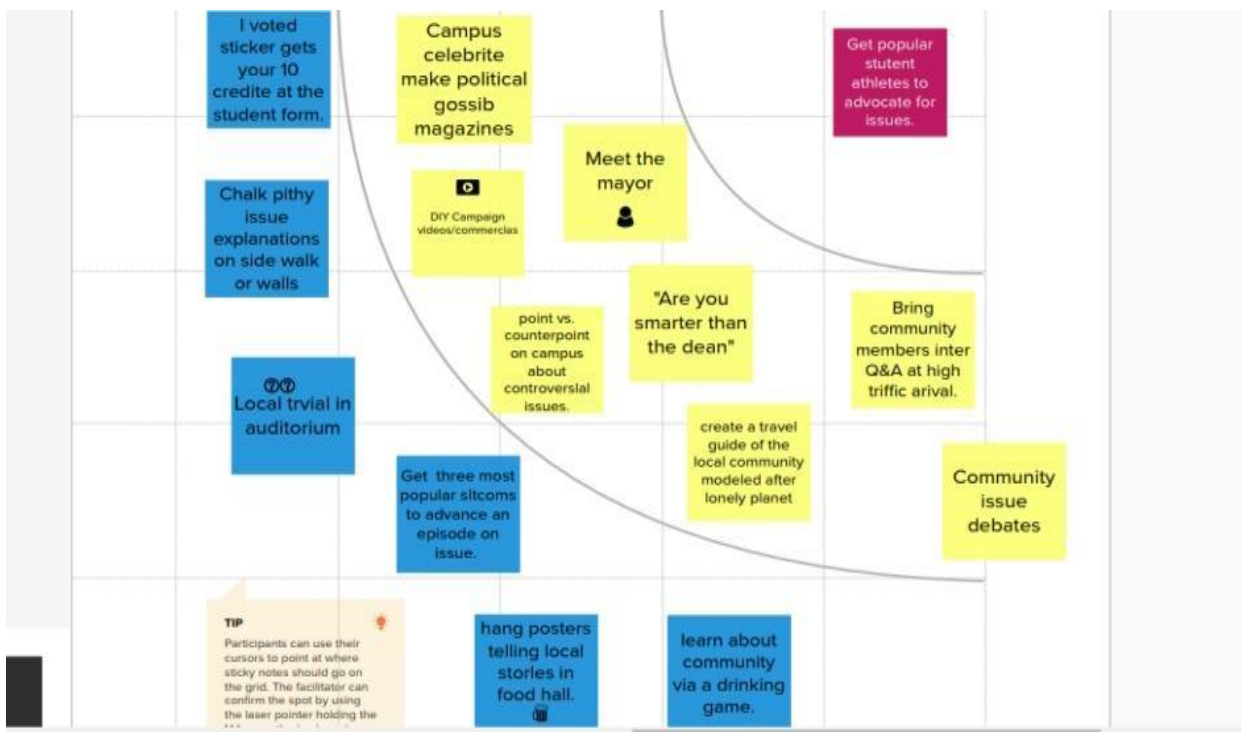 I voted
sticker gets
your 10
credite at the
student form.
Campus
celebrite
make political
gossib
magazines
Get popular
stutent
athletes to
advocate for
issues.
Meet the
mayor
Chalk pithy
issue
explanations
on side walk
or walls
DIY Campaign
videos/commerclas
"Are you
smarter than
the dean"
point vs.
counterpoint
on campus
about
controversial
issues.
Bring
community
members inter
Q&A at high
triffic arival.
??
Local trvial in
auditorium
create a travel
guide of the
local community
modeled after
lonely planet
Get three most
popular sitcoms
to advance an
episode on
issue.
Community
issue
debates
TIP
Participants can use their
cursors to point at where
sticky notes should go on
the grid. The facilitator can
confirm the spot by using
the laser pointer holding the
hang posters
telling local
stories in
food hall.
learn about
community
via a drinking
game.